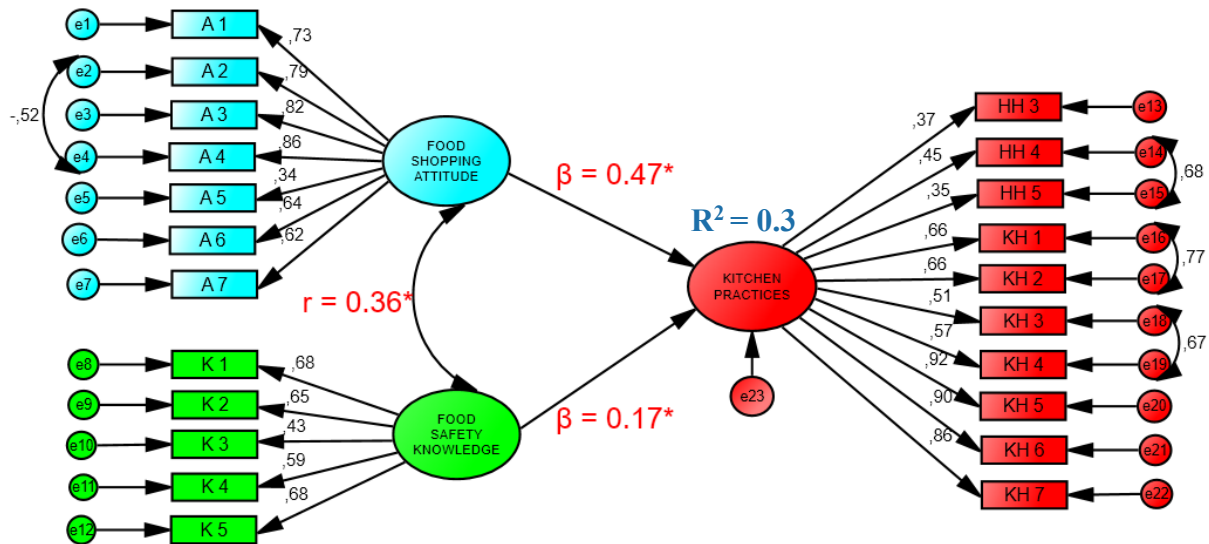 e1
A 1
,73
e2
A 2
,79
e3
A 3
,82
-,52
e4
A 4
,86
e5
A 5
,34
e6
A 6
,64
e7
A 7
,62
FOOD
SHOPPING
ATTITUDE
β = 0.47*
r = 0.36*
e8
K 1
,68
e9
K 2
,65
e10
K 3
,43
e11
K 4
,59
e12
K 5
,68
FOOD
SAFETY
KNOWLEDGE
β = 0.17*
R² = 0.3
KITCHEN
PRACTICES
e23
,37
HH 3
e13
,45
HH 4
e14
,35
HH 5
e15
,68
,66
KH 1
e16
,66
KH 2
e17
,77
,51
KH 3
e18
,57
KH 4
e19
,67
,92
KH 5
e20
,90
KH 6
e21
,86
KH 7
e22